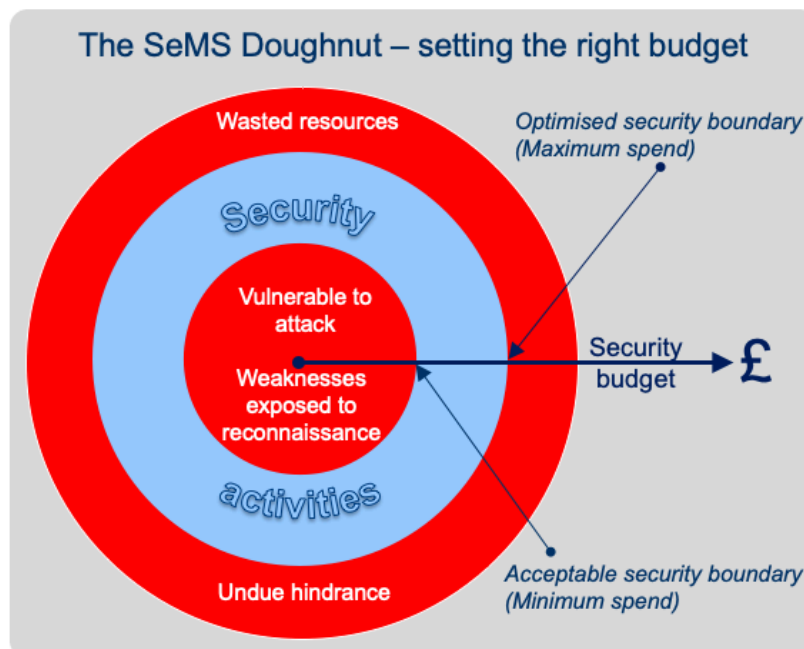 The SeMS Doughnut – setting the right budget
Wasted resources
Optimised security boundary
(Maximum spend)
Security
Vulnerable to
attack
Security
budget
£
Weaknesses
exposed to
reconnaissance
activities
Undue hindrance
Acceptable security boundary
(Minimum spend)